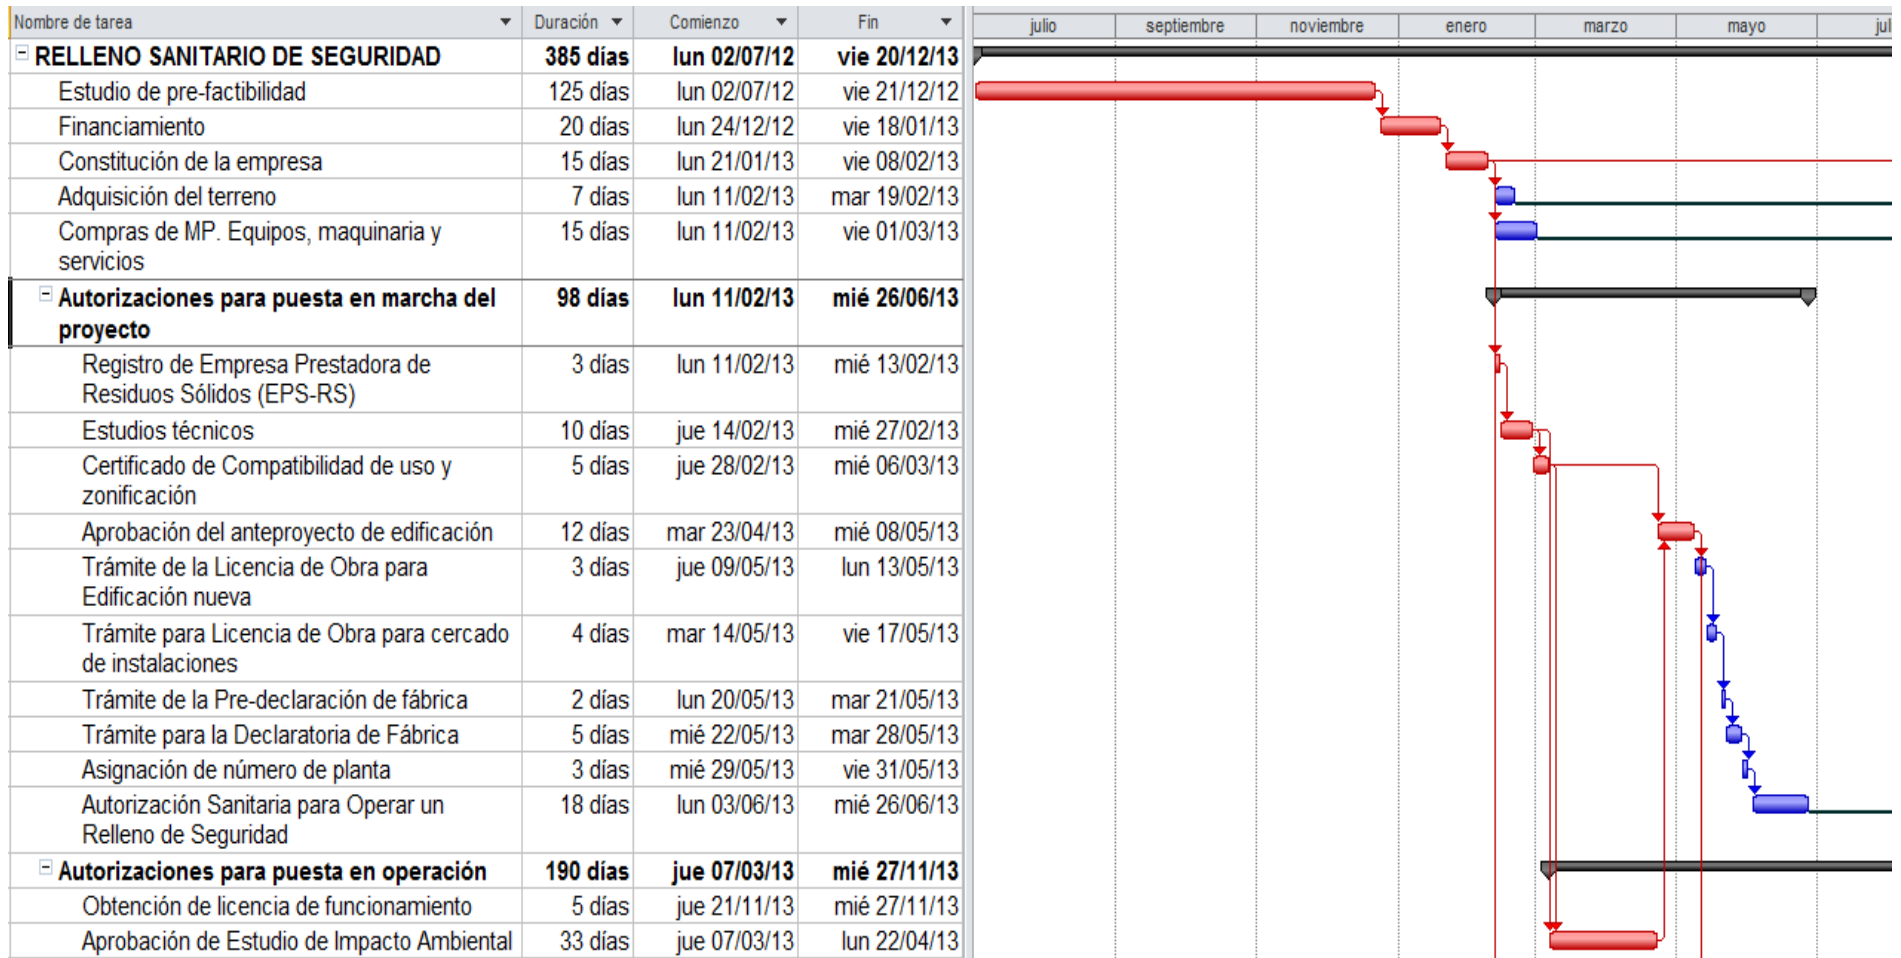 Nombre de tarea Duración Comienzo Fin julio septiembre noviembre enero marzo mayo jul
RELLENO SANITARIO DE SEGURIDAD 385 días lun 02/07/12 vie 20/12/13
Estudio de pre-factibilidad 125 días lun 02/07/12 vie 21/12/12
Financiamiento 20 días lun 24/12/12 vie 18/01/13
Constitución de la empresa 15 días lun 21/01/13 vie 08/02/13
Adquisición del terreno 7 días lun 11/02/13 mar 19/02/13
Compras de MP. Equipos, maquinaria y 15 días lun 11/02/13 vie 01/03/13
servicios
Autorizaciones para puesta en marcha del 98 días lun 11/02/13 mié 26/06/13
proyecto
Registro de Empresa Prestadora de 3 días lun 11/02/13 mié 13/02/13
Residuos Sólidos (EPS-RS)
Estudios técnicos 10 días jue 14/02/13 mié 27/02/13
Certificado de Compatibilidad de uso y 5 días jue 28/02/13 mié 06/03/13
zonificación
Aprobación del anteproyecto de edificación 12 días mar 23/04/13 mié 08/05/13
Trámite de la Licencia de Obra para 3 días jue 09/05/13 lun 13/05/13
Edificación nueva
Trámite para Licencia de Obra para cercado 4 días mar 14/05/13 vie 17/05/13
de instalaciones
Trámite de la Pre-declaración de fábrica 2 días lun 20/05/13 mar 21/05/13
Trámite para la Declaratoria de Fábrica 5 días mié 22/05/13 mar 28/05/13
Asignación de número de planta 3 días mié 29/05/13 vie 31/05/13
Autorización Sanitaria para Operar un 18 días lun 03/06/13 mié 26/06/13
Relleno de Seguridad
Autorizaciones para puesta en operación 190 días jue 07/03/13 mié 27/11/13
Obtención de licencia de funcionamiento 5 días jue 21/11/13 mié 27/11/13
Aprobación de Estudio de Impacto Ambiental 33 días jue 07/03/13 lun 22/04/13